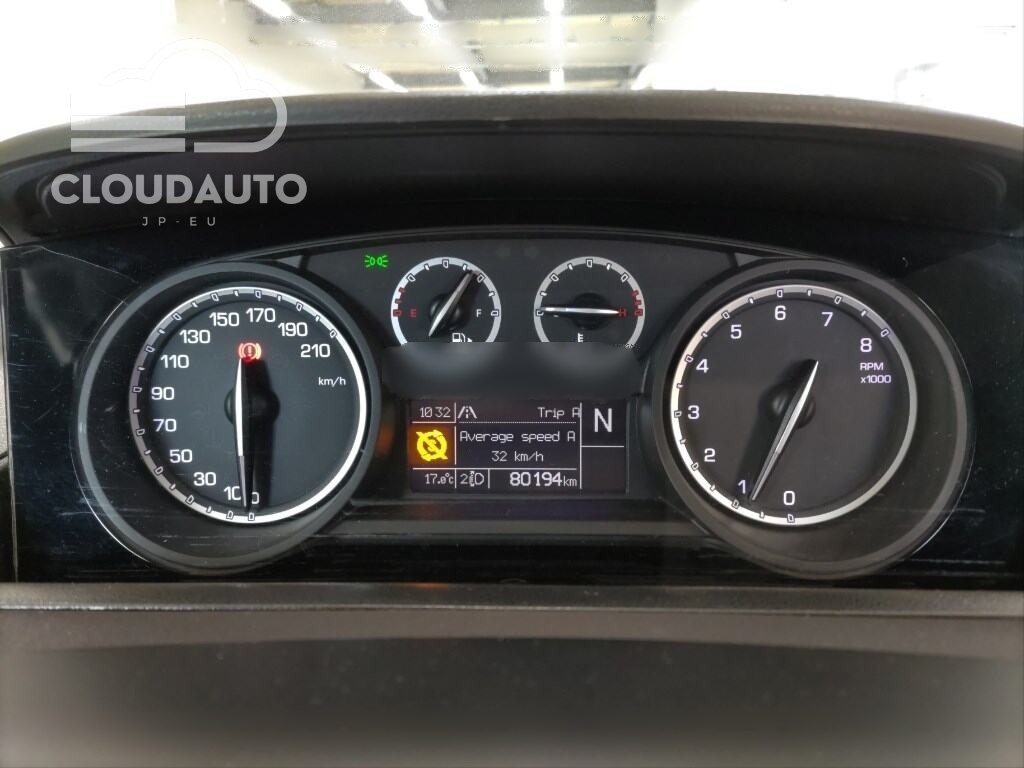 CLOUDAUTO
JP-EU
10 30 50 70 90 110 130 150 170 190 210
km/h
E F
H
E
0 1 2 3 4 5 6 7 8
RPM
x1000
10 32 Trip A
N
Average speed A
32 km/h
17.0°C 2 80194km